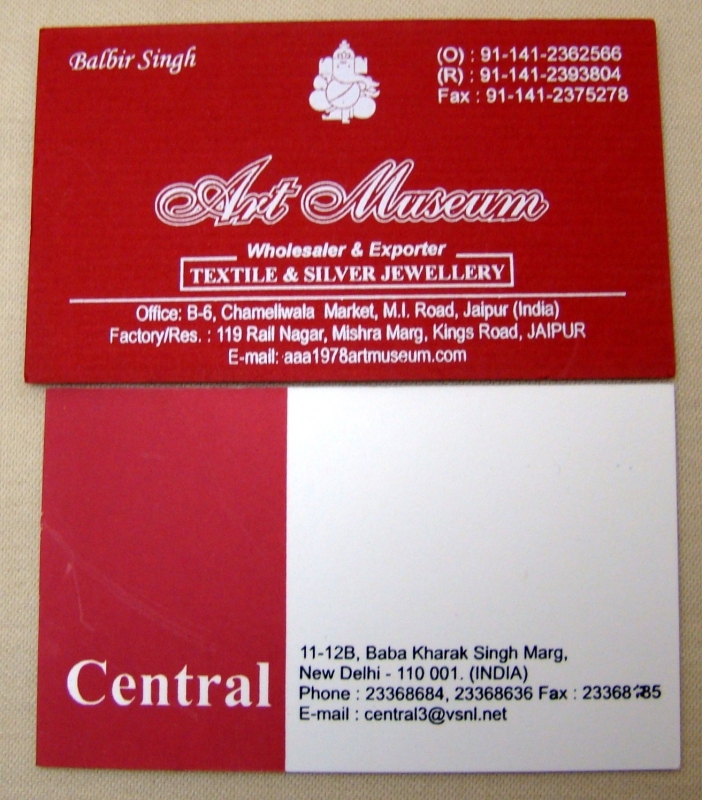 Balbir Singh
(O) : 91-141-2362566
(R) : 91-141-2393804
Fax : 91-141-2375278
Art Museum
Wholesaler & Exporter
TEXTILE & SILVER JEWELLERY
Office: B-6, Chameliwala Market, M.I. Road, Jaipur (India)
Factory/Res. : 119 Rail Nagar, Mishra Marg, Kings Road, JAIPUR
E-mail: aaa1978artmuseum.com
Central
11-12B, Baba Kharak Singh Marg,
New Delhi - 110 001. (INDIA)
Phone : 23368684, 23368636 Fax :
E-mail : central3@vsnl.net